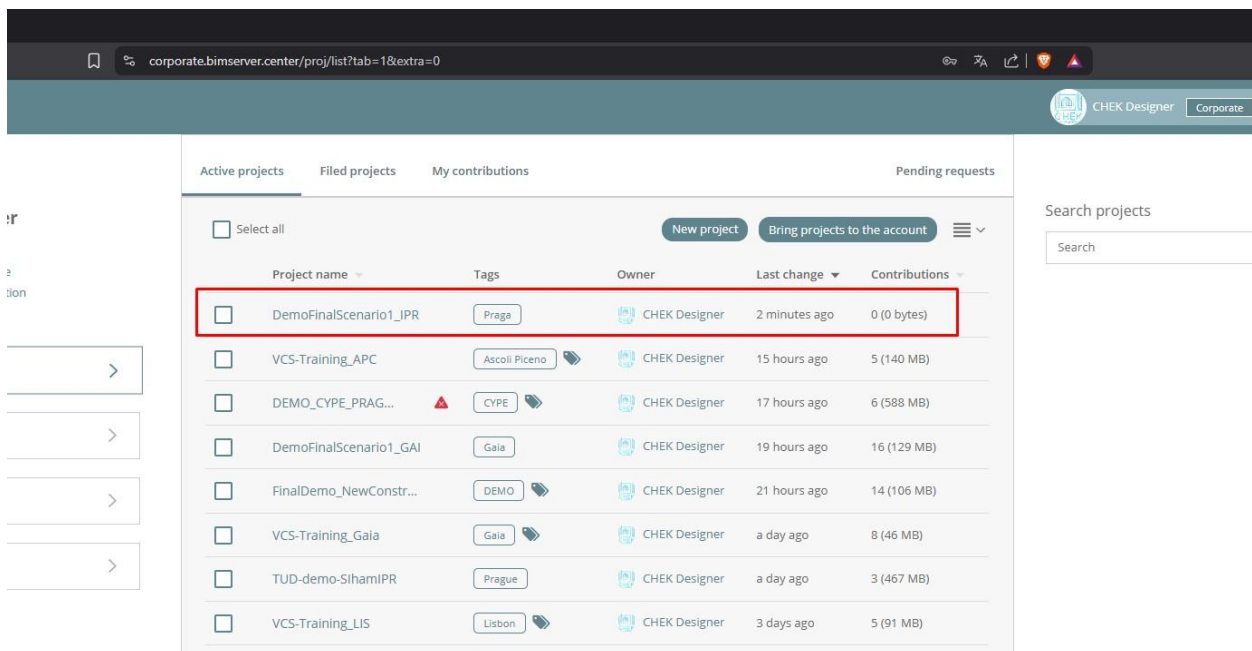 corporate.bimserver.center/proj/list?tab=1&extra=0
CHEK Designer Corporate
Active projects Filed projects My contributions Pending requests
Search projects
Select all New project Bring projects to the account
Search
Project name Tags Owner Last change Contributions
DemoFinalScenario1_IPR Praga CHEK Designer 2 minutes ago 0 (0 bytes)
VCS-Training_APC Ascoli Piceno CHEK Designer 15 hours ago 5 (140 MB)
DEMO_CYPE_PRAG... CYPE CHEK Designer 17 hours ago 6 (588 MB)
DemoFinalScenario1_GAI Gaia CHEK Designer 19 hours ago 16 (129 MB)
FinalDemo_NewConstr... DEMO CHEK Designer 21 hours ago 14 (106 MB)
VCS-Training_Gaia Gaia CHEK Designer a day ago 8 (46 MB)
TUD-demo-SIhamIPR Prague CHEK Designer a day ago 3 (467 MB)
VCS-Training_LIS Lisbon CHEK Designer 3 days ago 5 (91 MB)